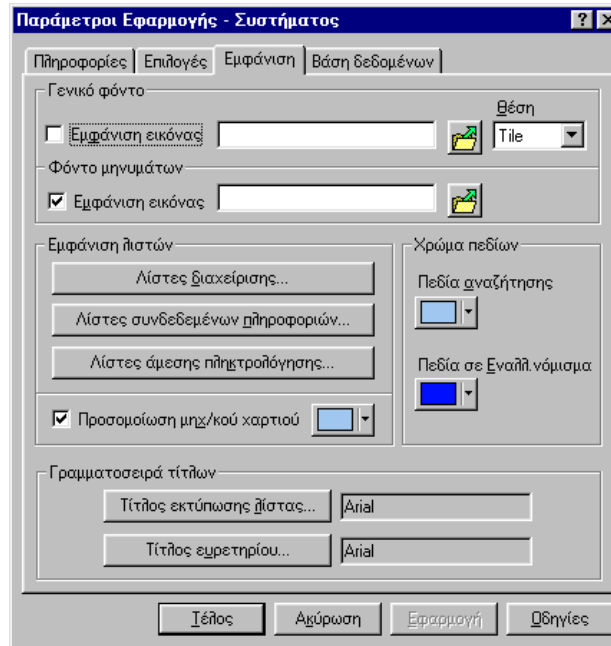 Παράμετροι Εφαρμογής - Συστήματος
Πληροφορίες Επιλογές Εμφάνιση Βάση δεδομένων
Γενικό φόντο
Θέση
Εμφάνιση εικόνας Tile
Φόντο μηνυμάτων
Εμφάνιση εικόνας
Εμφάνιση λιστών
Λίστες διαχείρισης...
Λίστες συνδεδεμένων πληροφοριών...
Λίστες άμεσης πληκτρολόγησης...
Προσομοίωση μηχ/κού χαρτιού
Χρώμα πεδίων
Πεδία αναζήτησης
Πεδία σε Εναλλ.νόμισμα
Γραμματοσειρά τίτλων
Τίτλος εκτύπωσης λίστας... Arial
Τίτλος ευρετηρίου... Arial
Τέλος Ακύρωση Εφαρμογή Οδηγίες